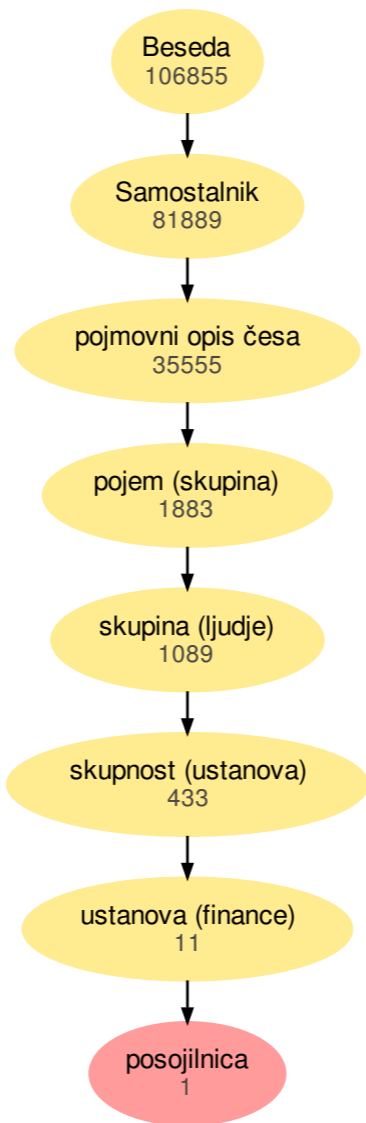 Beseda
106855
Samostalnik
81889
pojmovni opis česa
35555
pojem (skupina)
1883
skupina (ljudje)
1089
skupnost (ustanova)
433
ustanova (finance)
11
posojilnica
1